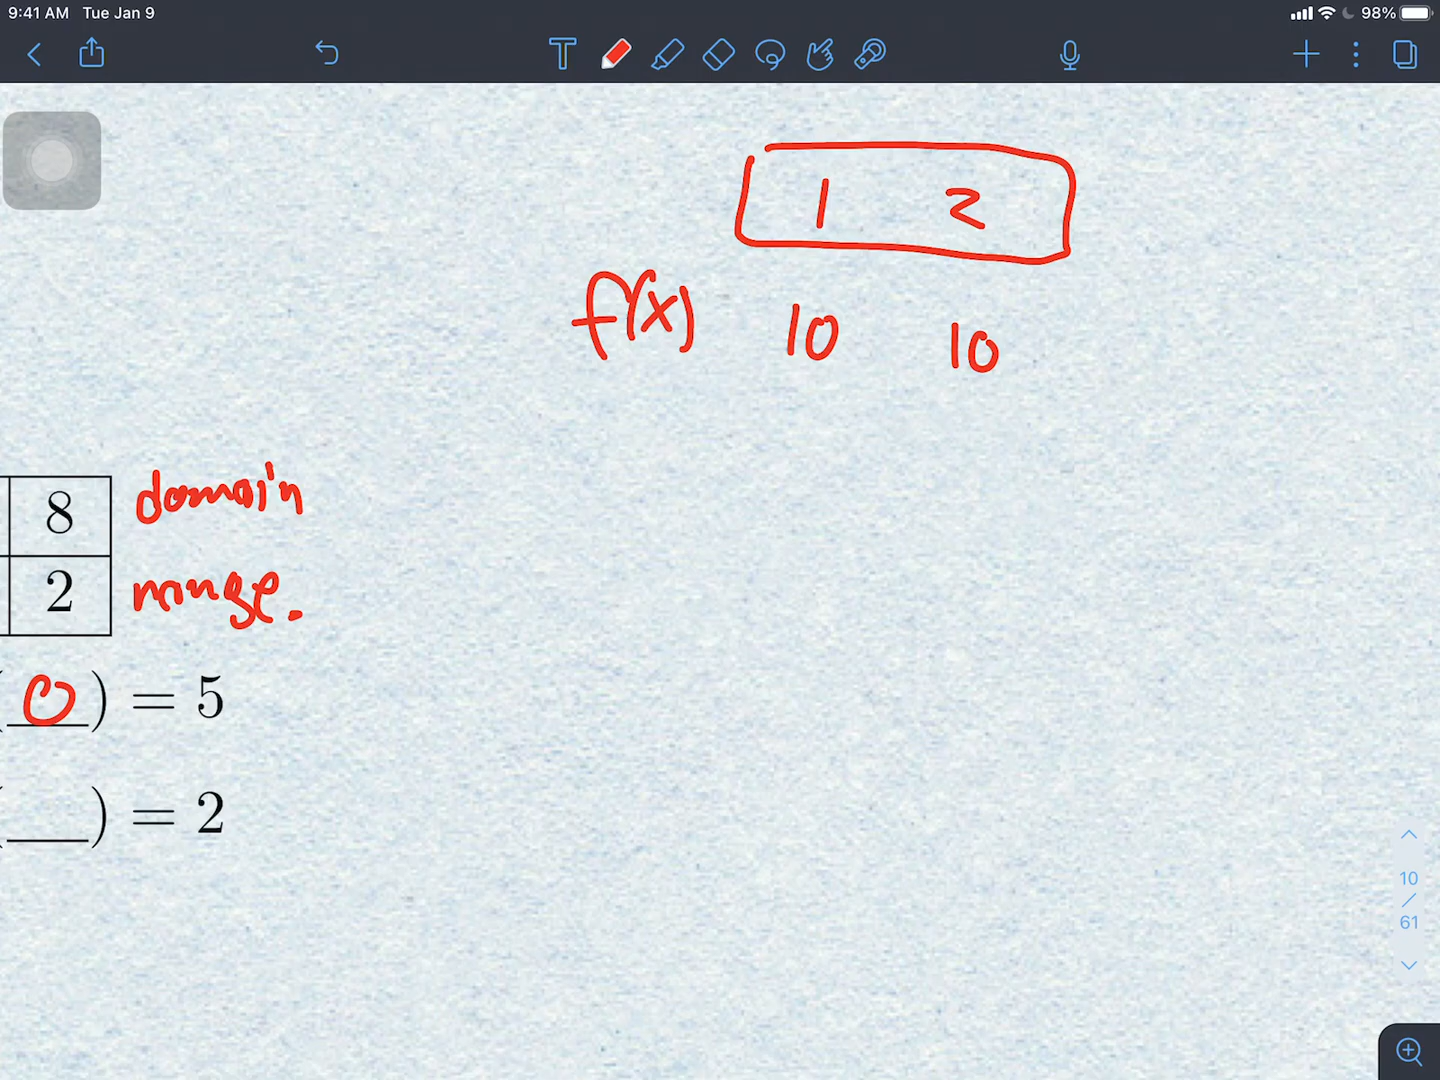 9:41 AM Tue Jan 9 98%
1 2
f(x) 10 10
8 domain
2 range.
(0) = 5
(__) = 2
10
/
61